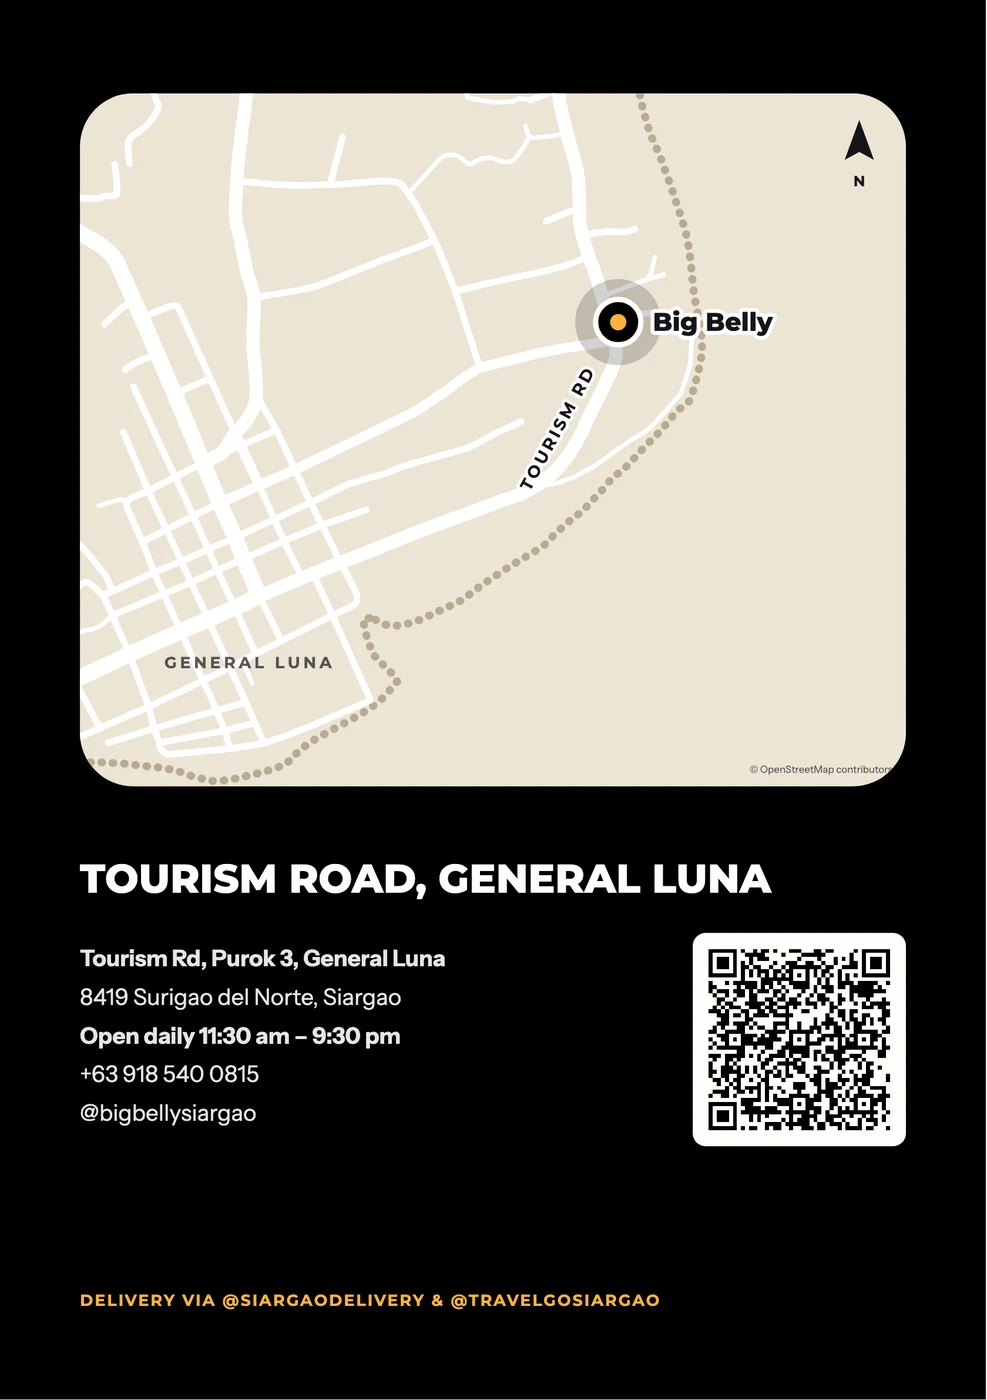 N
Big Belly
TOURISM RD
GENERAL LUNA
© OpenStreetMap contributors
TOURISM ROAD, GENERAL LUNA
Tourism Rd, Purok 3, General Luna
8419 Surigao del Norte, Siargao
Open daily 11:30 am – 9:30 pm
+63 918 540 0815
@bigbellysiargao
DELIVERY VIA @SIARGAODELIVERY & @TRAVELGOSIARGAO